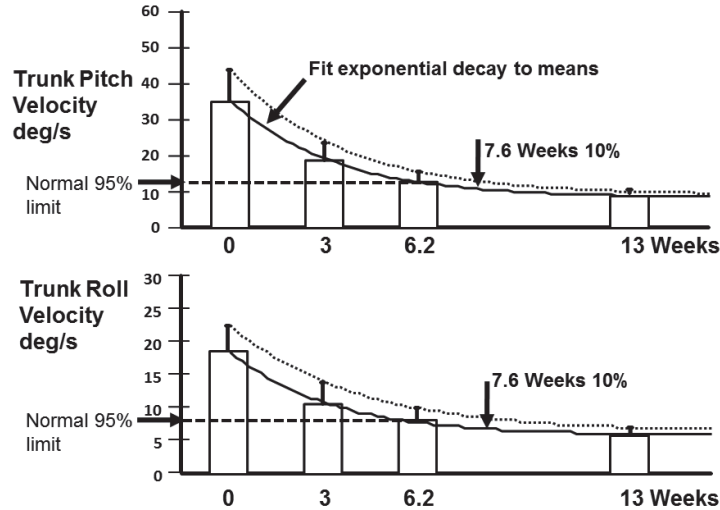 60
50
Trunk Pitch
Velocity
deg/s
40
30
20
10
0
Fit exponential decay to means
7.6 Weeks 10%
Normal 95%
limit
0 3 6.2 13 Weeks
Trunk Roll
Velocity
deg/s
30
25
20
15
10
5
0
7.6 Weeks 10%
Normal 95%
limit
0 3 6.2 13 Weeks